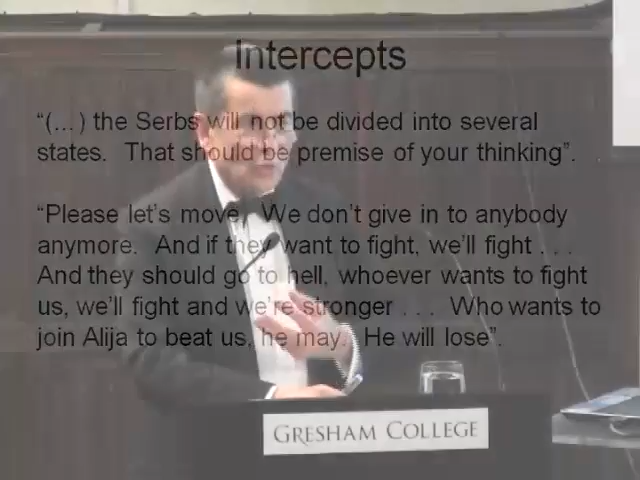 Intercepts
“(…) the Serbs will not be divided into several
states. That should be premise of your thinking”.
“Please let’s move, We don’t give in to anybody
anymore. And if they want to fight, we’ll fight . . .
And they should go to hell, whoever wants to fight
us, we’ll fight and we’re stronger . . . Who wants to
join Alija to beat us, he may. He will lose”.
GRESHAM COLLEGE